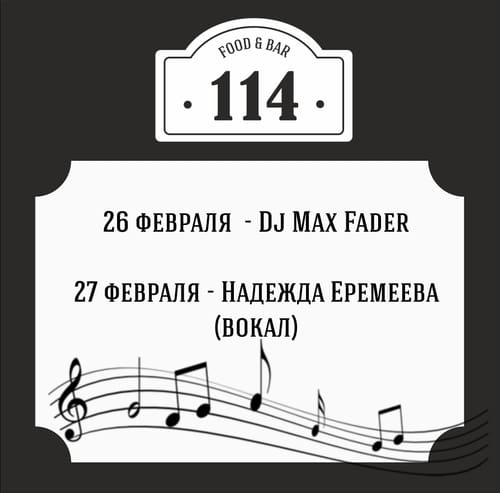 FOOD & BAR
· 114 ·
26 ФЕВРАЛЯ - DJ MAX FADER
27 ФЕВРАЛЯ - НАДЕЖДА ЕРЕМЕЕВА
(ВОКАЛ)